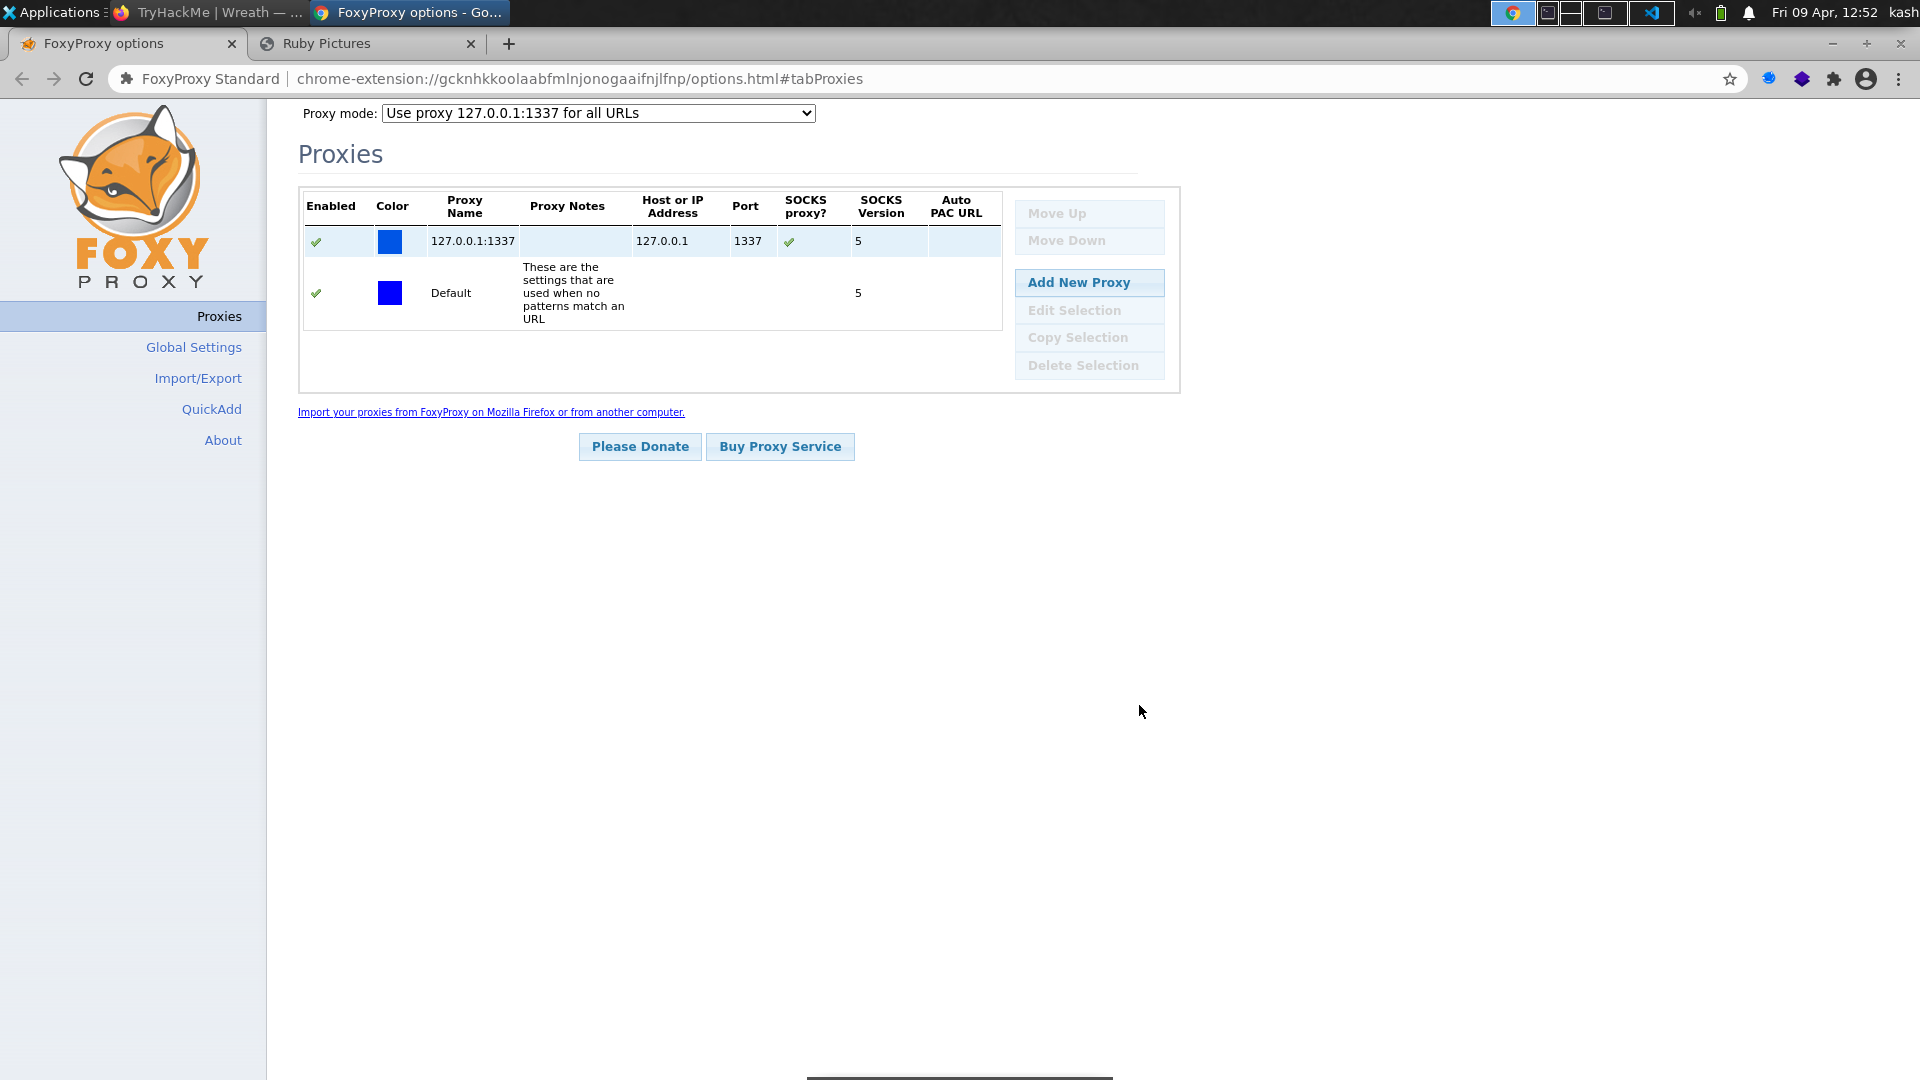 Applications
TryHackMe | Wreath — ...
FoxyProxy options - Go...
Fri 09 Apr, 12:52
kash
FoxyProxy options
Ruby Pictures
FoxyProxy Standard
chrome-extension://gcknhkkoolaabfmlnjonogaaifnjlfnp/options.html#tabProxies
FOXY
PROXY
Proxies
Global Settings
Import/Export
QuickAdd
About
Proxy mode: Use proxy 127.0.0.1:1337 for all URLs
Proxies
Enabled Color Proxy Name Proxy Notes Host or IP Address Port SOCKS proxy? SOCKS Version Auto PAC URL
127.0.0.1:1337 127.0.0.1 1337 5
Default These are the settings that are used when no patterns match an URL 5
Move Up
Move Down
Add New Proxy
Edit Selection
Copy Selection
Delete Selection
Import your proxies from FoxyProxy on Mozilla Firefox or from another computer.
Please Donate
Buy Proxy Service